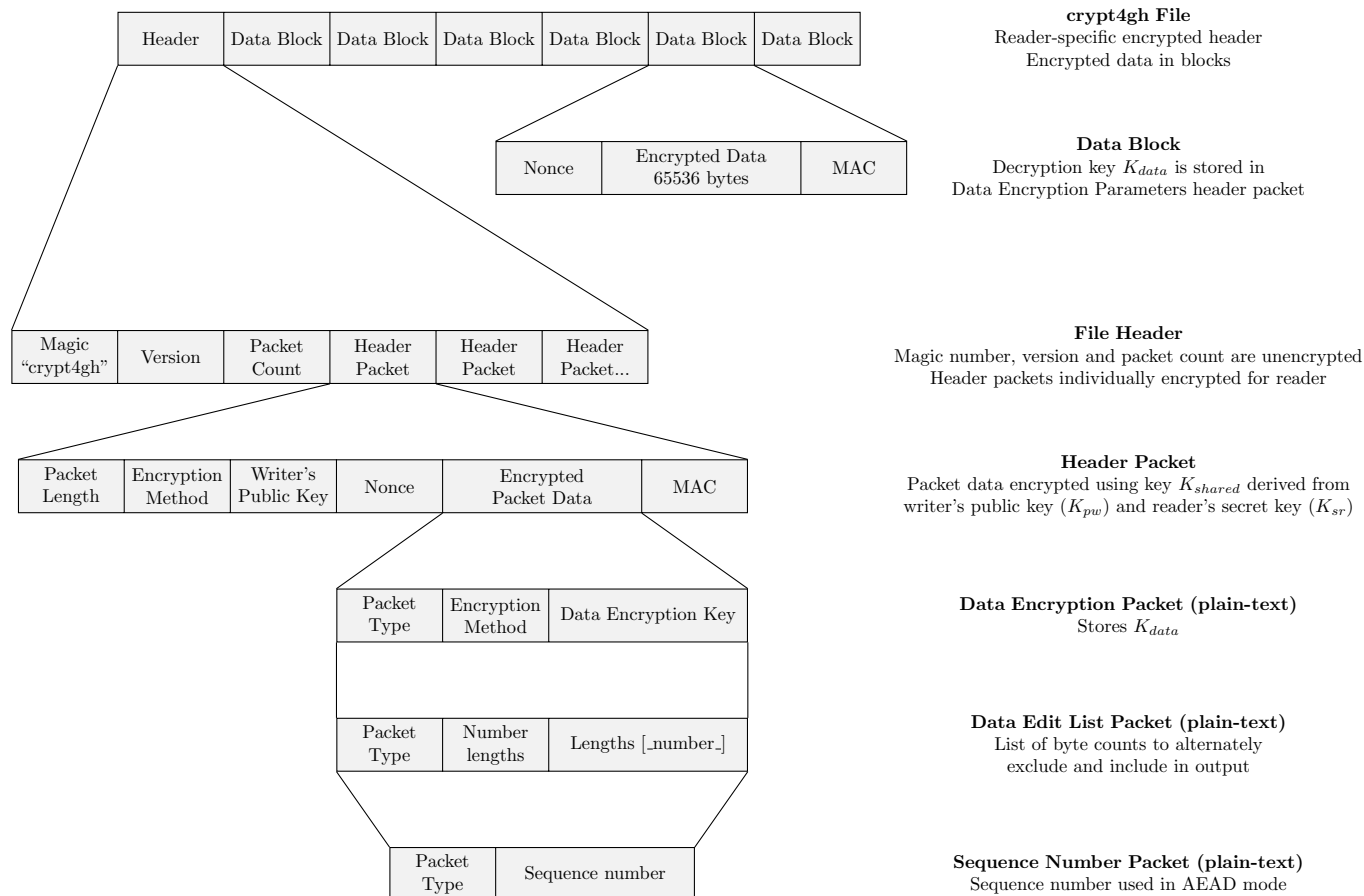 crypt4gh File
Header
Data Block
Data Block
Data Block
Data Block
Data Block
Data Block
Reader-specific encrypted header
Encrypted data in blocks
Data Block
Nonce
Encrypted Data
65536 bytes
MAC
Decryption key K_data is stored in
Data Encryption Parameters header packet
File Header
Magic
“crypt4gh”
Version
Packet
Count
Header
Packet
Header
Packet
Header
Packet...
Magic number, version and packet count are unencrypted
Header packets individually encrypted for reader
Header Packet
Packet
Length
Encryption
Method
Writer's
Public Key
Nonce
Encrypted
Packet Data
MAC
Packet data encrypted using key K_shared derived from
writer's public key (K_pw) and reader's secret key (K_sr)
Data Encryption Packet (plain-text)
Packet
Type
Encryption
Method
Data Encryption Key
Stores K_data
Data Edit List Packet (plain-text)
Packet
Type
Number
lengths
Lengths [_number_]
List of byte counts to alternately
exclude and include in output
Sequence Number Packet (plain-text)
Packet
Type
Sequence number
Sequence number used in AEAD mode